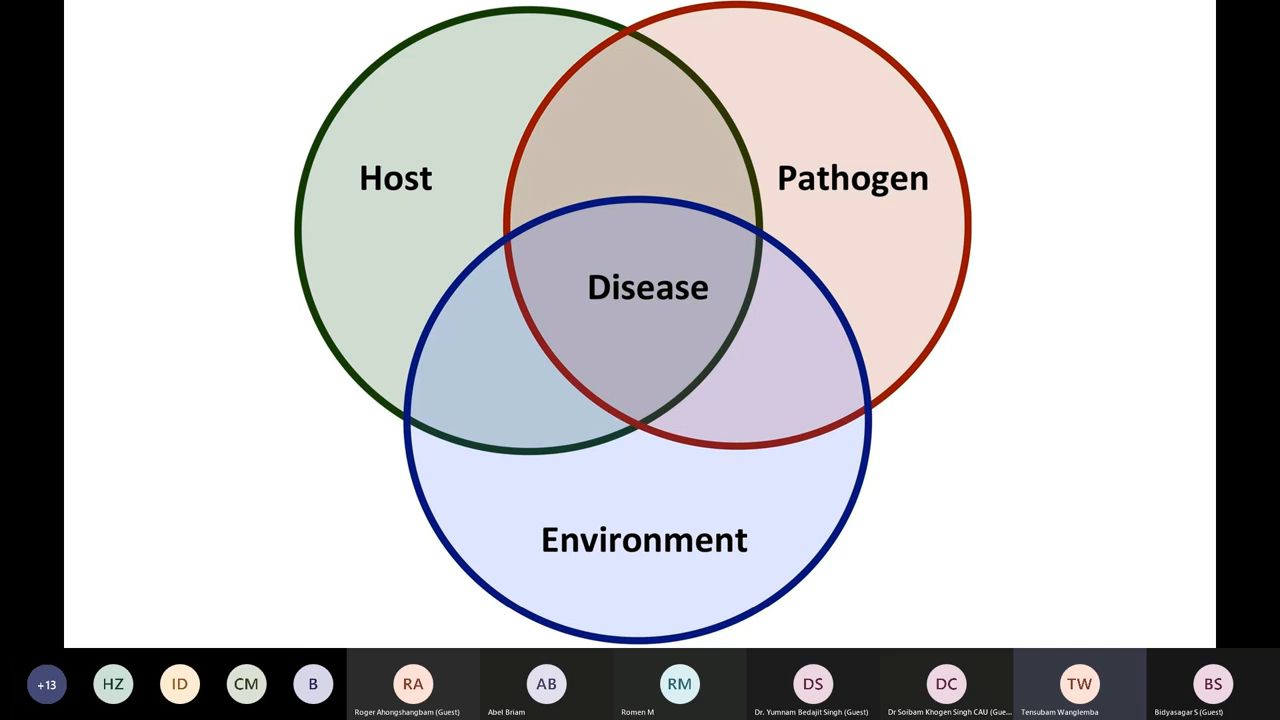 Host
Pathogen
Disease
Environment
+13
HZ
ID
CM
B
RA
AB
RM
DS
DC
TW
BS
Roger Ahongshangbam (Guest)
Abel Briam
Romen M
Dr. Yumnam Bedajit Singh (Guest)
Dr Soibam Khogen Singh CAU (Gue...
Tensubam Wanglemba
Bidyasagar S (Guest)